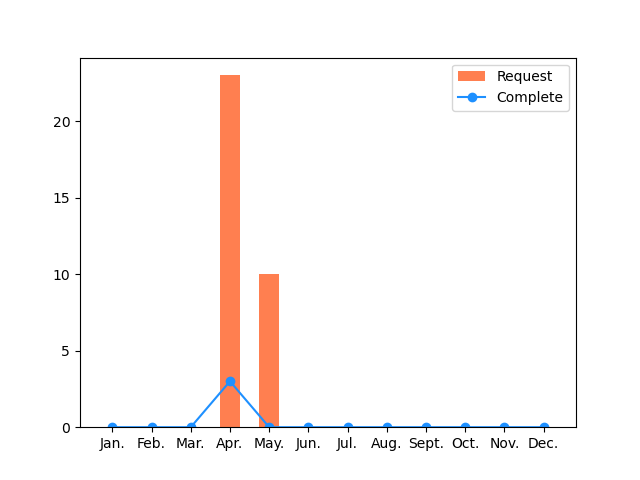 Request
Complete
20
15
10
5
0
Jan. Feb. Mar. Apr. May. Jun. Jul. Aug. Sept. Oct. Nov. Dec.